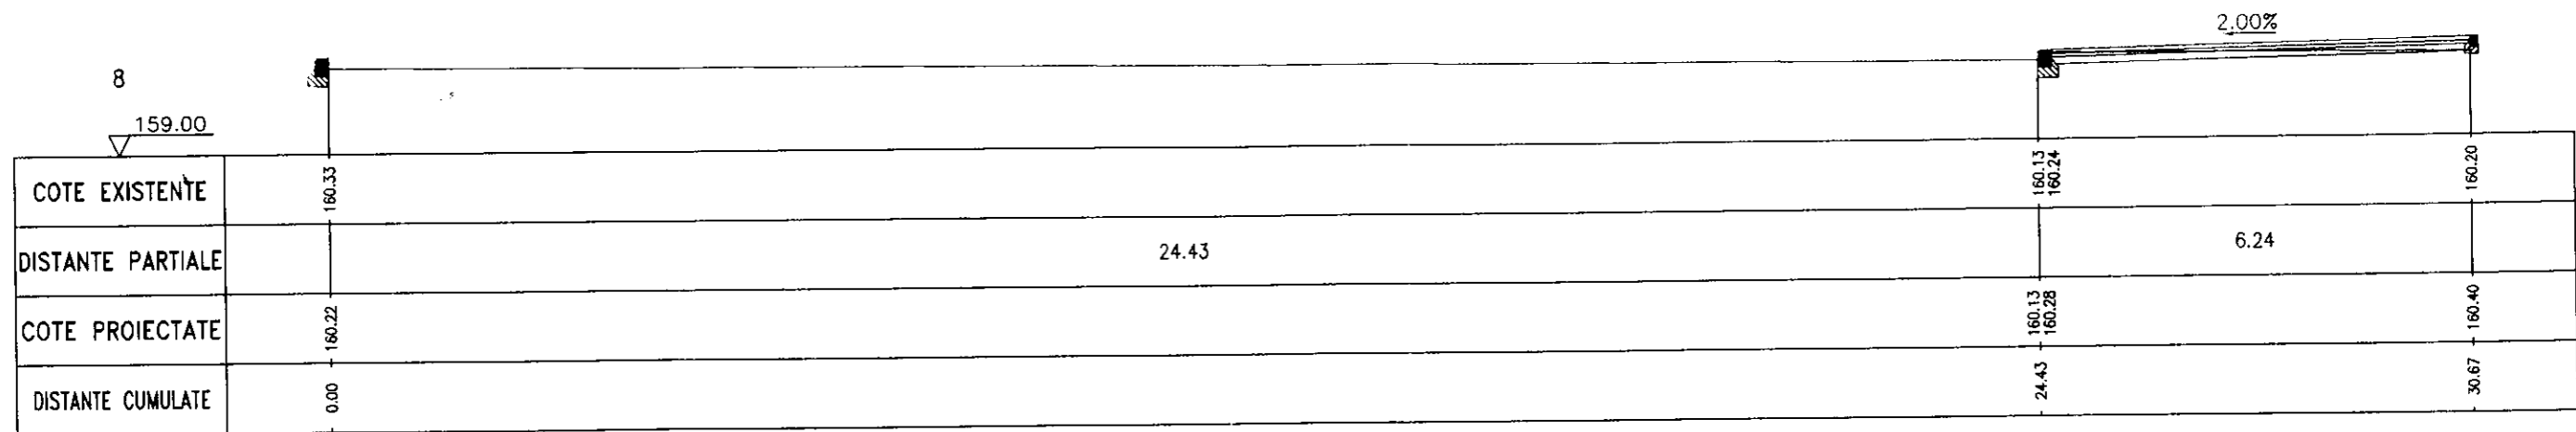 2.00%
8
159.00
COTE EXISTENTE 160.33 160.13 160.24 160.20
DISTANTE PARTIALE 24.43 6.24
COTE PROIECTATE 160.22 160.13 160.28 160.40
DISTANTE CUMULATE 0.00 24.43 30.67